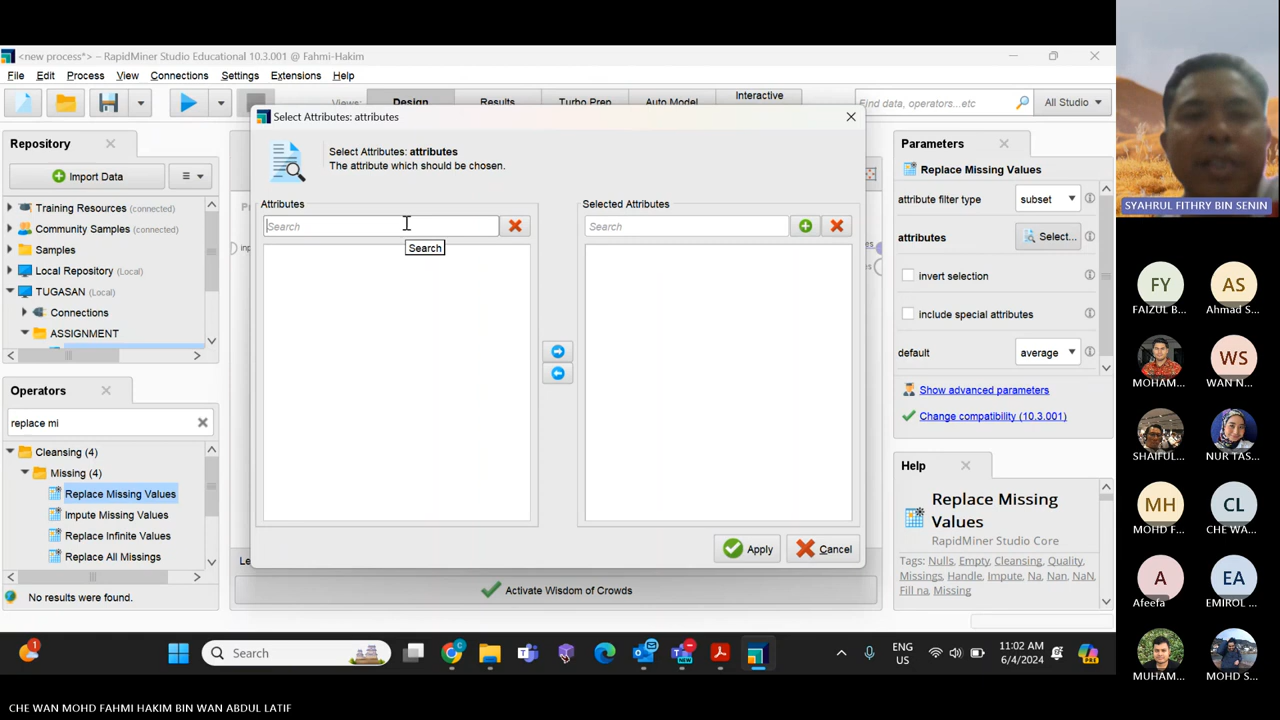 <new process*> – RapidMiner Studio Educational 10.3.001 @ Fahmi-Hakim
File Edit Process View Connections Settings Extensions Help
Views: Design Results Turbo Prep Auto Model Interactive
Find data, operators...etc
All Studio
Repository
Import Data
Training Resources (connected)
Community Samples (connected)
Samples
Local Repository (Local)
TUGASAN (Local)
Connections
ASSIGNMENT
Operators
replace mi
Cleansing (4)
Missing (4)
Replace Missing Values
Impute Missing Values
Replace Infinite Values
Replace All Missings
No results were found.
Select Attributes: attributes
Select Attributes: attributes
The attribute which should be chosen.
Attributes
Search
Search
Selected Attributes
Search
Apply
Cancel
Activate Wisdom of Crowds
Parameters
Replace Missing Values
attribute filter type subset
attributes Select...
invert selection
include special attributes
default average
Show advanced parameters
Change compatibility (10.3.001)
Help
Replace Missing
Values
RapidMiner Studio Core
Tags: Nulls, Empty, Cleansing, Quality,
Missings, Handle, Impute, Na, Nan, NaN,
Fill na, Missing
Search
ENG
US
11:02 AM
6/4/2024
SYAHRUL FITHRY BIN SENIN
FY
FAIZUL B...
AS
Ahmad S...
MOHAM...
WS
WAN N...
SHAIFUL...
NUR TAS...
MH
MOHD F...
CL
CHE WAN...
A
Afeefa
EA
EMIROL ...
MUHAM...
MOHD S...
CHE WAN MOHD FAHMI HAKIM BIN WAN ABDUL LATIF